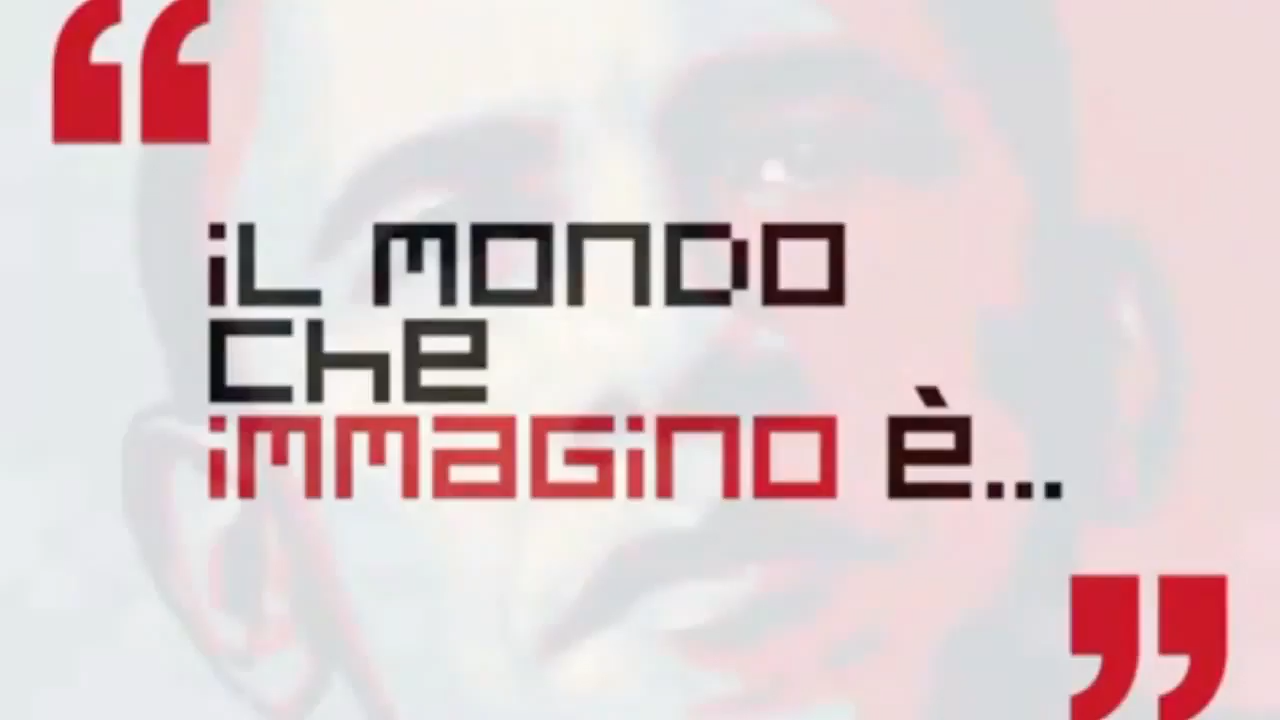 “
iL mondo
che
immagino è...
”